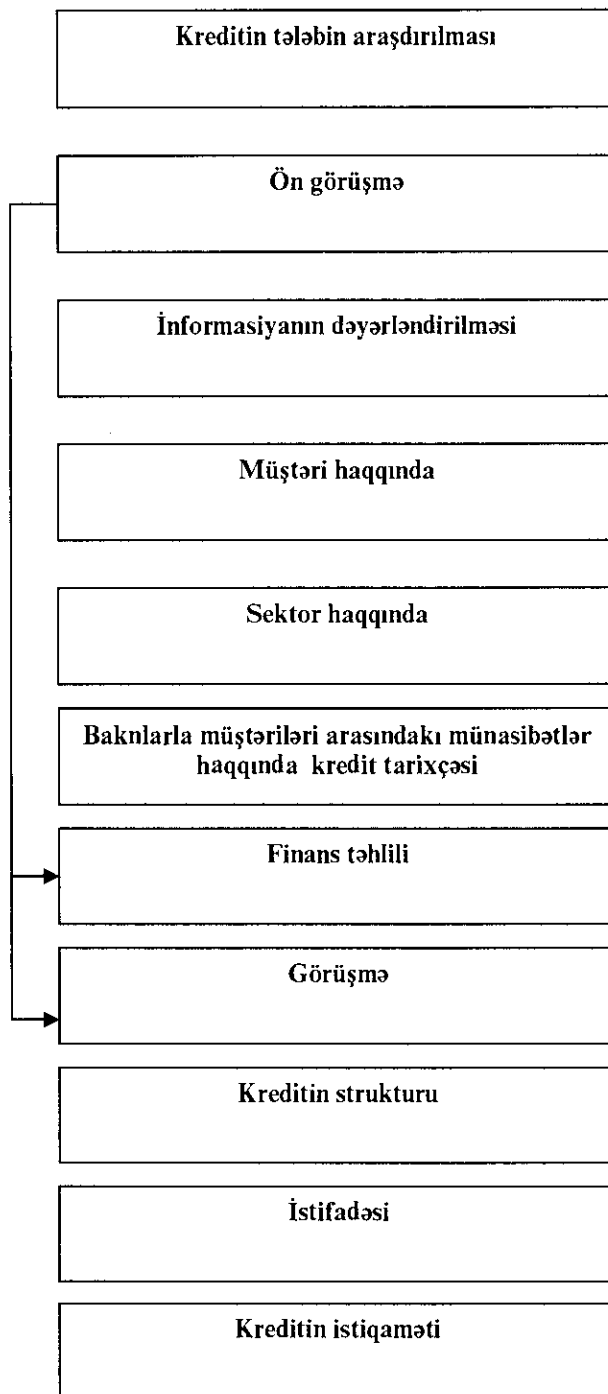 Kreditin tələbin araşdırılması
Ön görüşmə
İnformasiyanın dəyərləndirilməsi
Müştəri haqqında
Sektor haqqında
Baknlarla müştəriləri arasındakı münasibətlər
haqqında kredit tarixçəsi
Finans təhlili
Görüşmə
Kreditin strukturu
İstifadəsi
Kreditin istiqaməti